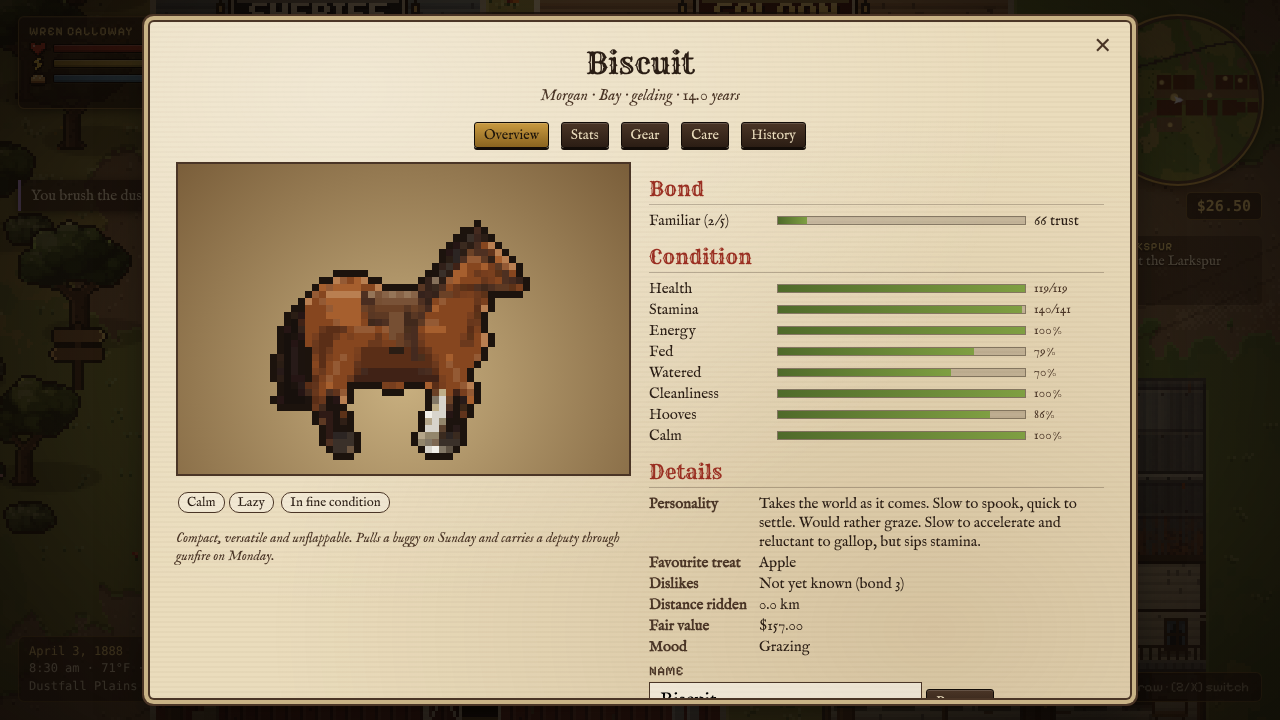 WREN CALLOWAY
You brush the dus
April 3, 1888
8:30 am · 71°F
Dustfall Plains
Biscuit
Morgan · Bay · gelding · 14.0 years
×
Overview
Stats
Gear
Care
History
Calm
Lazy
In fine condition
Compact, versatile and unflappable. Pulls a buggy on Sunday and carries a deputy through
gunfire on Monday.
Bond
Familiar (2/5) 66 trust
Condition
Health 119/119
Stamina 140/141
Energy 100%
Fed 79%
Watered 70%
Cleanliness 100%
Hooves 86%
Calm 100%
Details
Personality Takes the world as it comes. Slow to spook, quick to
settle. Would rather graze. Slow to accelerate and
reluctant to gallop, but sips stamina.
Favourite treat Apple
Dislikes Not yet known (bond 3)
Distance ridden 0.0 km
Fair value $157.00
Mood Grazing
NAME
Biscuit
$26.50
KSPUR
t the Larkspur
raw · (2/X) switch